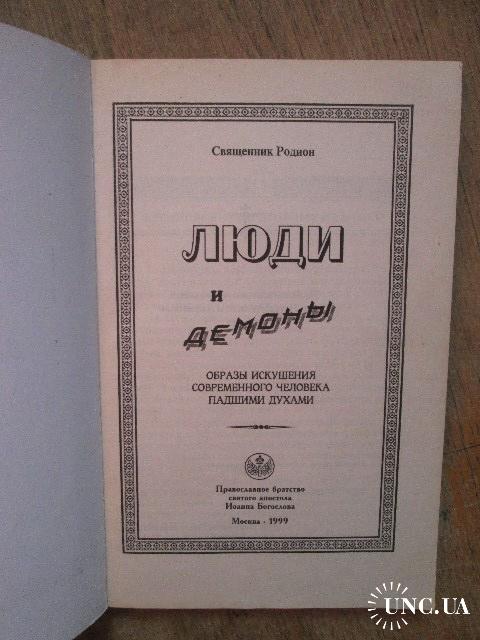 Священник Родион
ЛЮДИ
и
ДЕМОНЫ
ОБРАЗЫ ИСКУШЕНИЯ
СОВРЕМЕННОГО ЧЕЛОВЕКА
ПАДШИМИ ДУХАМИ
Православное братство
святого апостола
Иоанна Богослова
Москва · 1999
UNC.UA